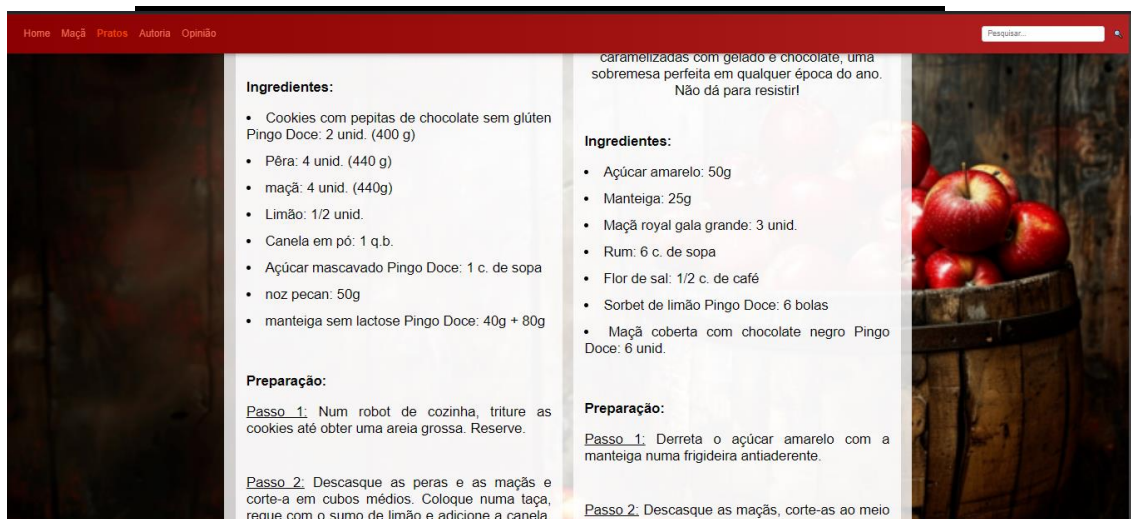 Home Maçã Pratos Autoria Opinião
Pesquisar...
Ingredientes:
• Cookies com pepitas de chocolate sem glúten
Pingo Doce: 2 unid. (400 g)
• Pêra: 4 unid. (440 g)
• maçã: 4 unid. (440g)
• Limão: 1/2 unid.
• Canela em pó: 1 q.b.
• Açúcar mascavado Pingo Doce: 1 c. de sopa
• noz pecan: 50g
• manteiga sem lactose Pingo Doce: 40g + 80g
Preparação:
Passo 1: Num robot de cozinha, triture as
cookies até obter uma areia grossa. Reserve.
Passo 2: Descasque as peras e as maçãs e
corte-a em cubos médios. Coloque numa taça,
regue com o sumo de limão e adicione a canela.
caramelizadas com gelado e chocolate, uma
sobremesa perfeita em qualquer época do ano.
Não dá para resistir!
Ingredientes:
• Açúcar amarelo: 50g
• Manteiga: 25g
• Maçã royal gala grande: 3 unid.
• Rum: 6 c. de sopa
• Flor de sal: 1/2 c. de café
• Sorbet de limão Pingo Doce: 6 bolas
• Maçã coberta com chocolate negro Pingo
Doce: 6 unid.
Preparação:
Passo 1: Derreta o açúcar amarelo com a
manteiga numa frigideira antiaderente.
Passo 2: Descasque as maçãs, corte-as ao meio